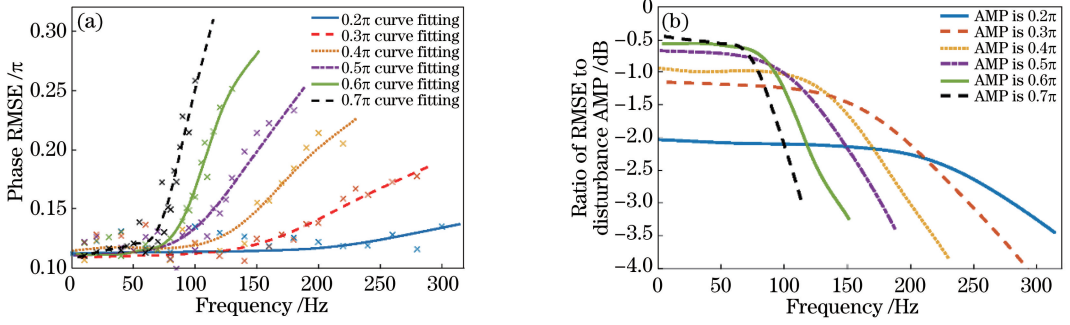 (a)
0.2π curve fitting
0.3π curve fitting
0.4π curve fitting
0.5π curve fitting
0.6π curve fitting
0.7π curve fitting
Phase RMSE /π
0.30
0.25
0.20
0.15
0.10
0
50
100
150
200
250
300
Frequency /Hz
(b)
AMP is 0.2π
AMP is 0.3π
AMP is 0.4π
AMP is 0.5π
AMP is 0.6π
AMP is 0.7π
Ratio of RMSE to
disturbance AMP /dB
0
−0.5
−1.0
−1.5
−2.0
−2.5
−3.0
−3.5
−4.0
0
50
100
150
200
250
300
Frequency /Hz